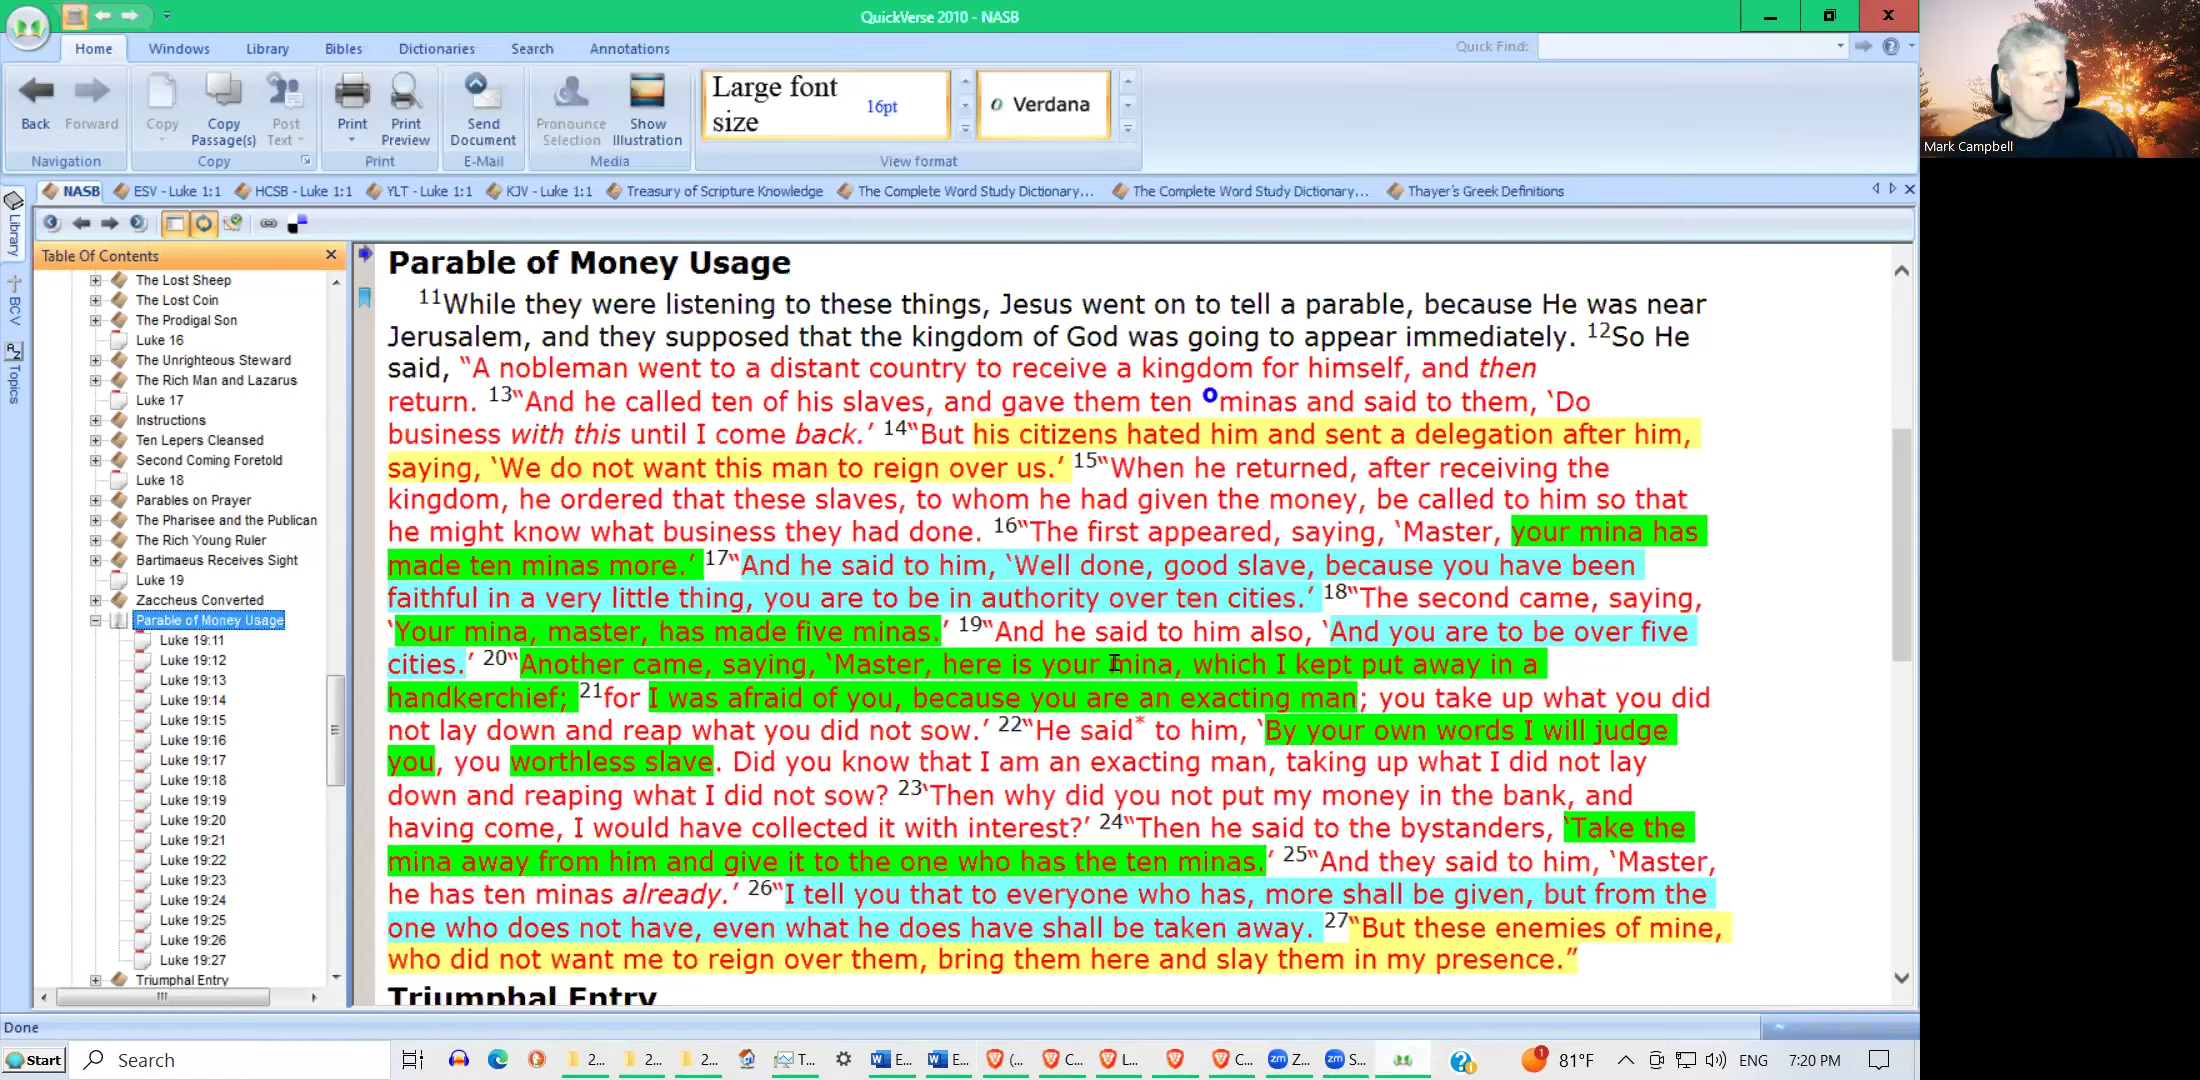 QuickVerse 2010 - NASB
Home Windows Library Bibles Dictionaries Search Annotations
Quick Find:
Back Forward Copy Copy Passage(s) Post Text Print Print Preview Send Document Pronounce Selection Show Illustration
Large font size 16pt Verdana
Navigation Copy Print E-Mail Media View format
NASB ESV - Luke 1:1 HCSB - Luke 1:1 YLT - Luke 1:1 KJV - Luke 1:1 Treasury of Scripture Knowledge The Complete Word Study Dictionary... The Complete Word Study Dictionary... Thayer's Greek Definitions
Library
BCV
Topics
Table Of Contents
The Lost Sheep
The Lost Coin
The Prodigal Son
Luke 16
The Unrighteous Steward
The Rich Man and Lazarus
Luke 17
Instructions
Ten Lepers Cleansed
Second Coming Foretold
Luke 18
Parables on Prayer
The Pharisee and the Publican
The Rich Young Ruler
Bartimaeus Receives Sight
Luke 19
Zaccheus Converted
Parable of Money Usage
Luke 19:11
Luke 19:12
Luke 19:13
Luke 19:14
Luke 19:15
Luke 19:16
Luke 19:17
Luke 19:18
Luke 19:19
Luke 19:20
Luke 19:21
Luke 19:22
Luke 19:23
Luke 19:24
Luke 19:25
Luke 19:26
Luke 19:27
Triumphal Entry
Parable of Money Usage
11While they were listening to these things, Jesus went on to tell a parable, because He was near
Jerusalem, and they supposed that the kingdom of God was going to appear immediately. 12So He
said, “A nobleman went to a distant country to receive a kingdom for himself, and then
return. 13“And he called ten of his slaves, and gave them ten ominas and said to them, ‘Do
business with this until I come back.’ 14“But his citizens hated him and sent a delegation after him,
saying, ‘We do not want this man to reign over us.’ 15“When he returned, after receiving the
kingdom, he ordered that these slaves, to whom he had given the money, be called to him so that
he might know what business they had done. 16“The first appeared, saying, ‘Master, your mina has
made ten minas more.’ 17“And he said to him, ‘Well done, good slave, because you have been
faithful in a very little thing, you are to be in authority over ten cities.’ 18“The second came, saying,
‘Your mina, master, has made five minas.’ 19“And he said to him also, ‘And you are to be over five
cities.’ 20“Another came, saying, ‘Master, here is your mina, which I kept put away in a
handkerchief; 21for I was afraid of you, because you are an exacting man; you take up what you did
not lay down and reap what you did not sow.’ 22“He said* to him, ‘By your own words I will judge
you, you worthless slave. Did you know that I am an exacting man, taking up what I did not lay
down and reaping what I did not sow? 23‘Then why did you not put my money in the bank, and
having come, I would have collected it with interest?’ 24“Then he said to the bystanders, ‘Take the
mina away from him and give it to the one who has the ten minas.’ 25“And they said to him, ‘Master,
he has ten minas already.’ 26“I tell you that to everyone who has, more shall be given, but from the
one who does not have, even what he does have shall be taken away. 27“But these enemies of mine,
who did not want me to reign over them, bring them here and slay them in my presence.”
Triumphal Entry
Mark Campbell
Done
Start Search 2... 2... 2... T... E... E... (... C... L... C... Z... S... 1 81°F ENG 7:20 PM